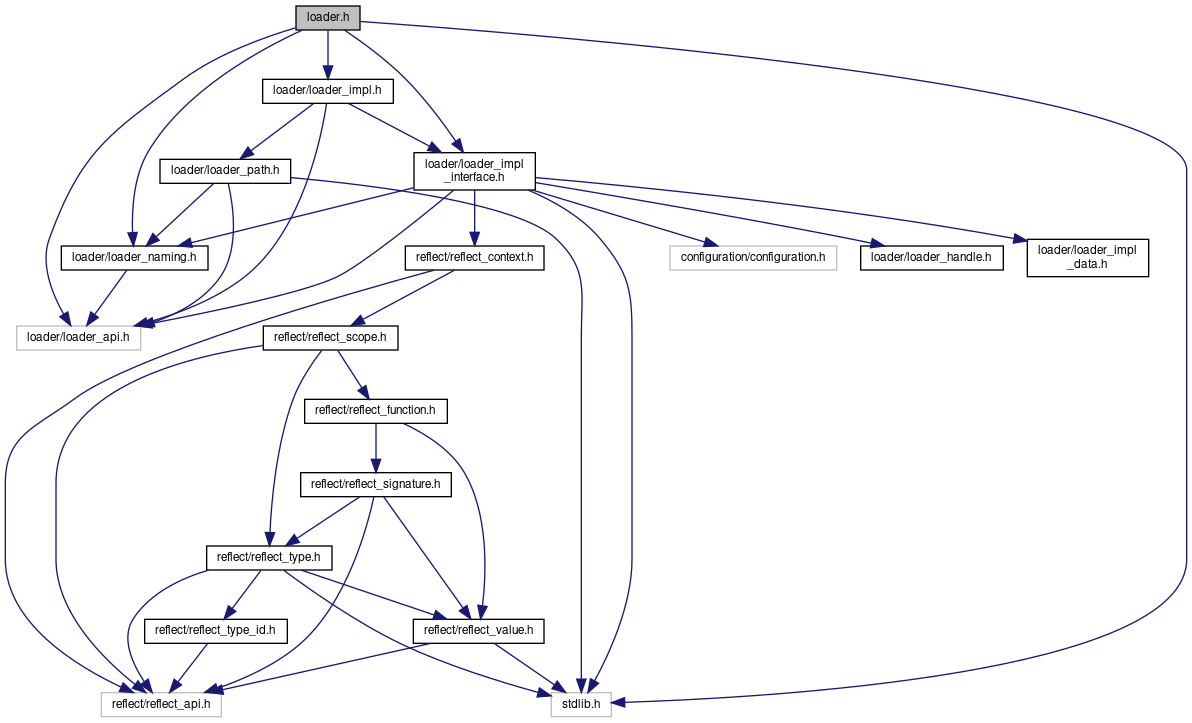 loader.h
loader/loader_impl.h
loader/loader_path.h
loader/loader_impl
_interface.h
loader/loader_naming.h
reflect/reflect_context.h
configuration/configuration.h
loader/loader_handle.h
loader/loader_impl
_data.h
loader/loader_api.h
reflect/reflect_scope.h
reflect/reflect_function.h
reflect/reflect_signature.h
reflect/reflect_type.h
reflect/reflect_type_id.h
reflect/reflect_value.h
reflect/reflect_api.h
stdlib.h